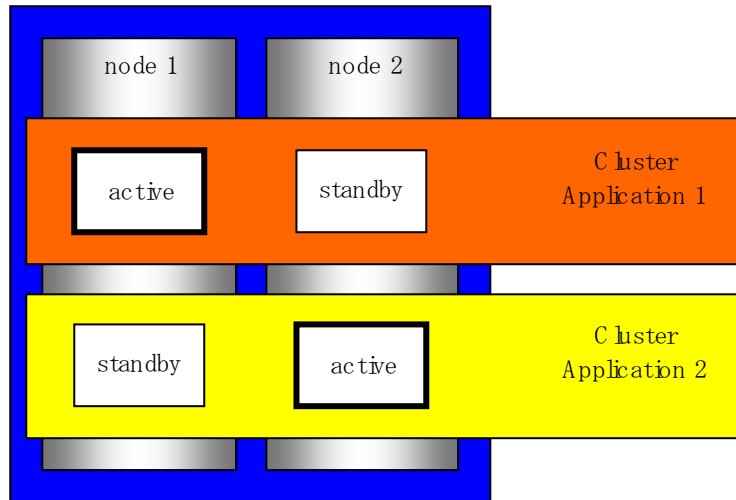 node 1
node 2
active
standby
Cluster
Application 1
standby
active
Cluster
Application 2